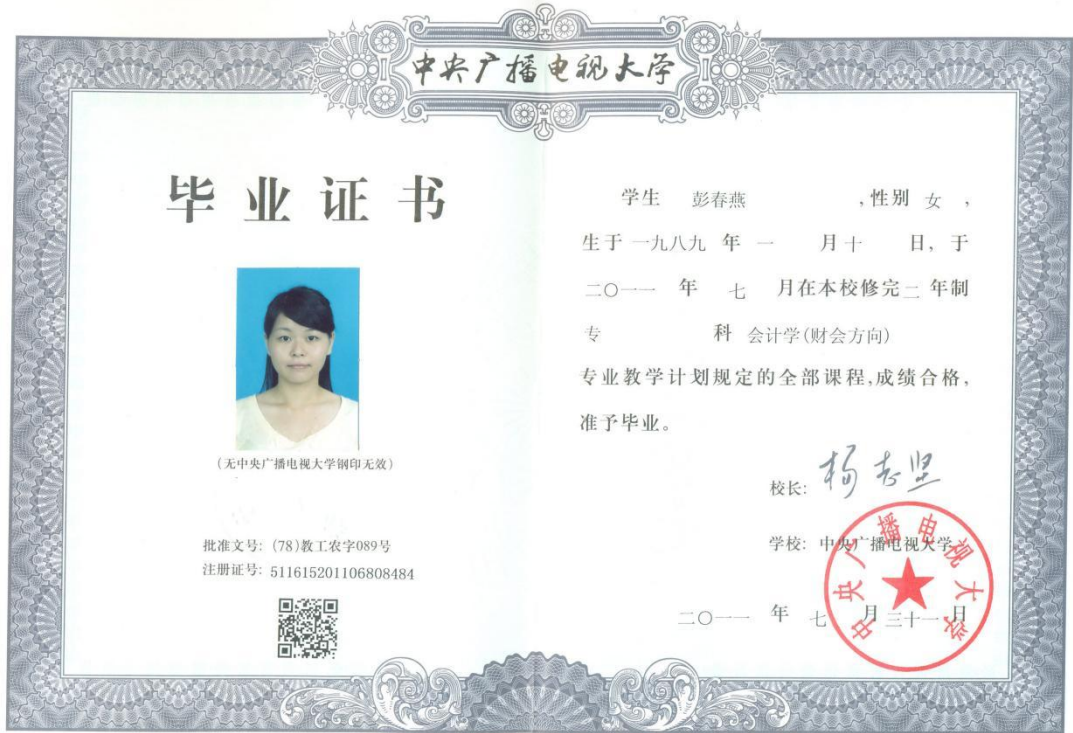 中央广播电视大学
毕业证书
(无中央广播电视大学钢印无效)
批准文号: (78)教工农字089号
注册证号: 511615201106808484
学生 彭春燕 ,性别 女 ,
生于 一九八九 年 一 月 十 日, 于
二〇一一 年 七 月在本校修完 二 年制
专 科 会计学(财会方向)
专业教学计划规定的全部课程,成绩合格,
准予毕业。
校长: 杨志坚
学校: 中央广播电视大学
中央广播电视大学
二〇一一 年 七 月 三十一 日